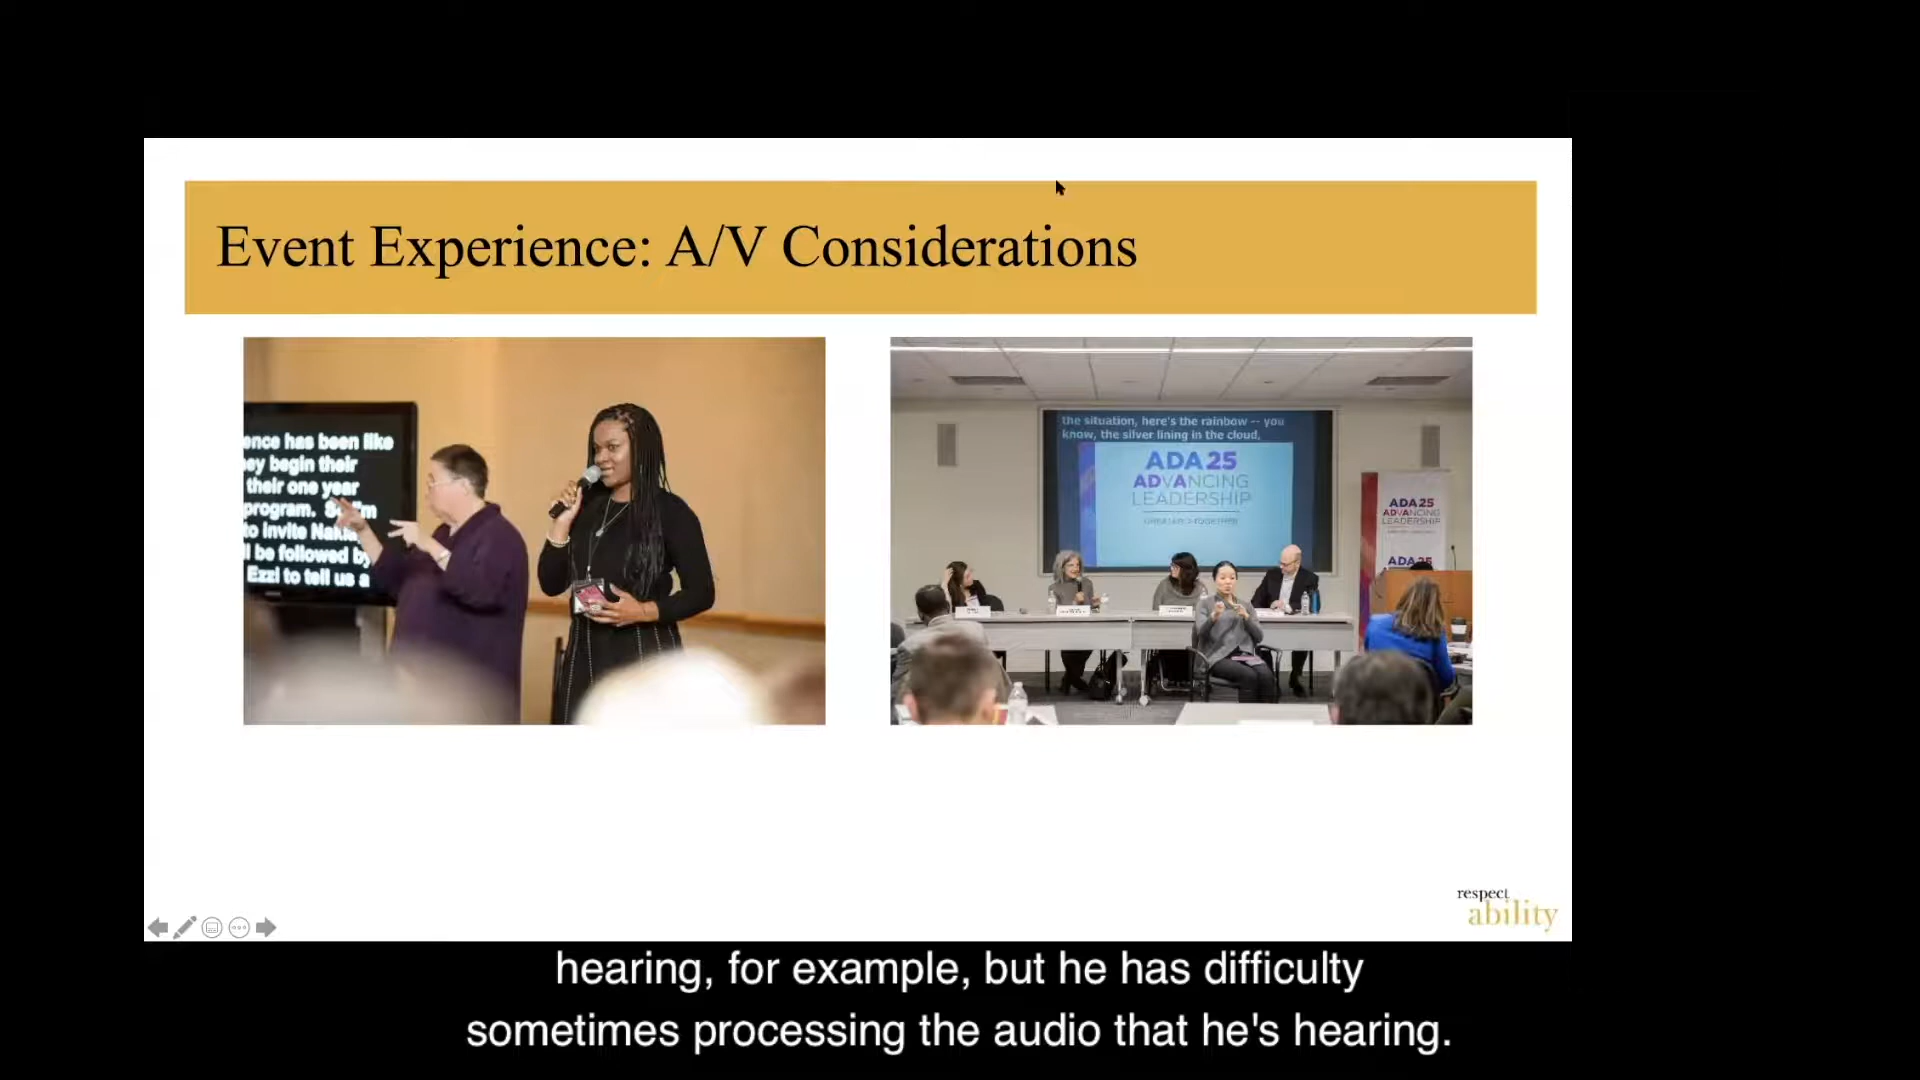 Event Experience: A/V Considerations
ence has been like
ey begin their
their one year
program. So I'm
to invite
l be followed by
Ezzi to tell us a
the situation, here's the rainbow -- you
know, the silver lining in the cloud,
ADA25
ADVANCING
LEADERSHIP
ADA25
ADVANCING
LEADERSHIP
ADA25
respect
ability
hearing, for example, but he has difficulty
sometimes processing the audio that he's hearing.